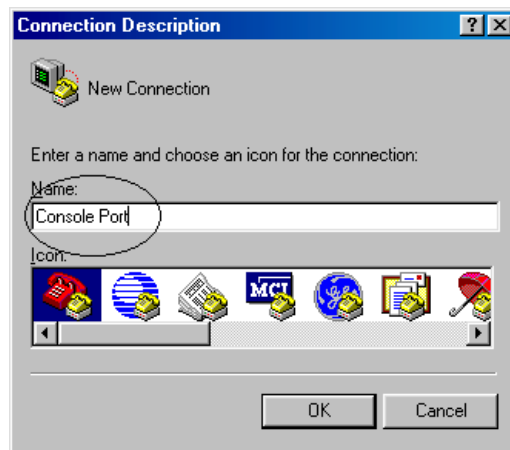 Connection Description
New Connection
Enter a name and choose an icon for the connection:
Name:
Console Port
Icon:
MCI
OK Cancel